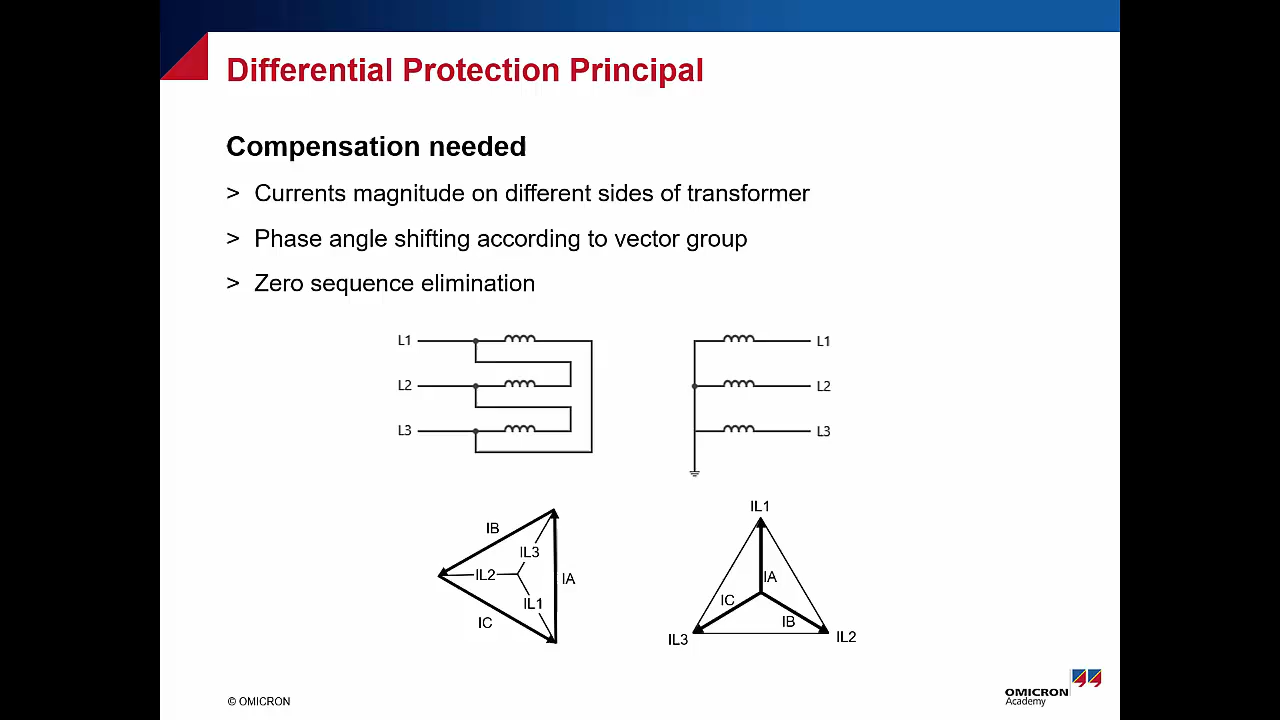 Differential Protection Principal
Compensation needed
> Currents magnitude on different sides of transformer
> Phase angle shifting according to vector group
> Zero sequence elimination
L1
L2
L3
L1
L2
L3
IB
IL3
IL2
IA
IL1
IC
IL1
IA
IC
IB
IL3
IL2
© OMICRON
OMICRON
Academy